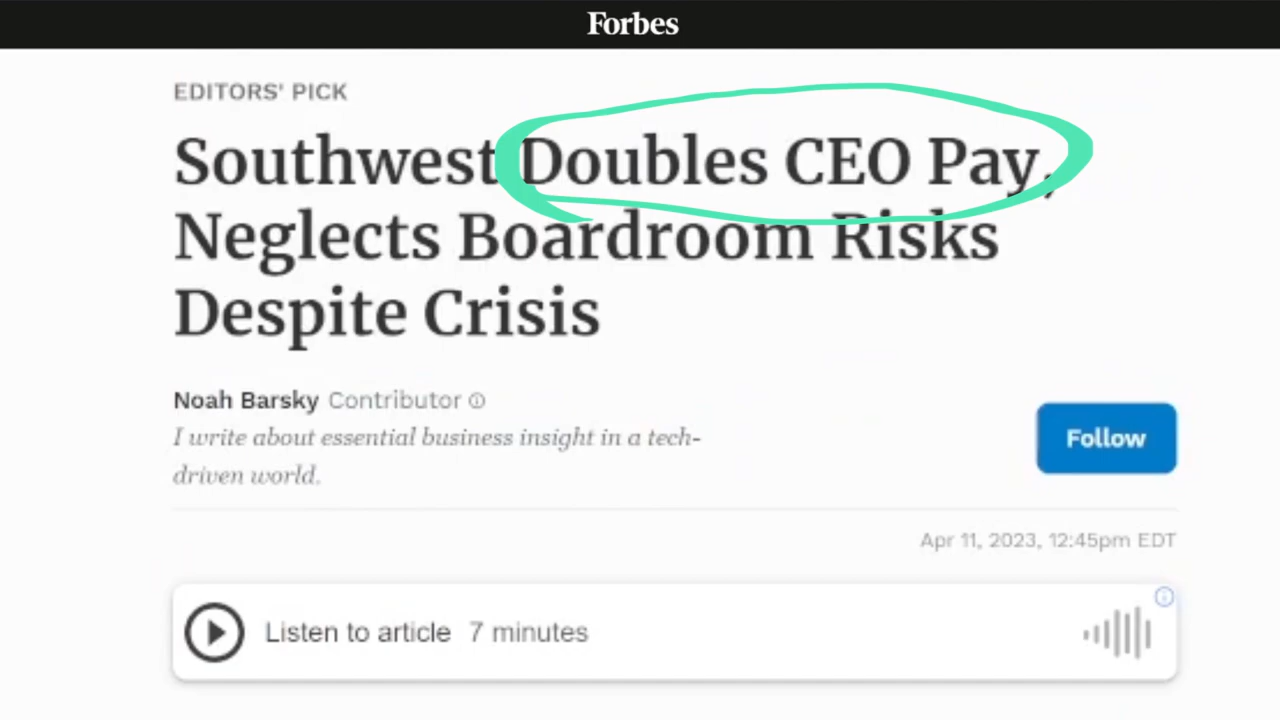 Forbes
EDITORS' PICK
Southwest Doubles CEO Pay,
Neglects Boardroom Risks
Despite Crisis
Noah Barsky Contributor
I write about essential business insight in a tech-
driven world.
Follow
Apr 11, 2023, 12:45pm EDT
Listen to article 7 minutes